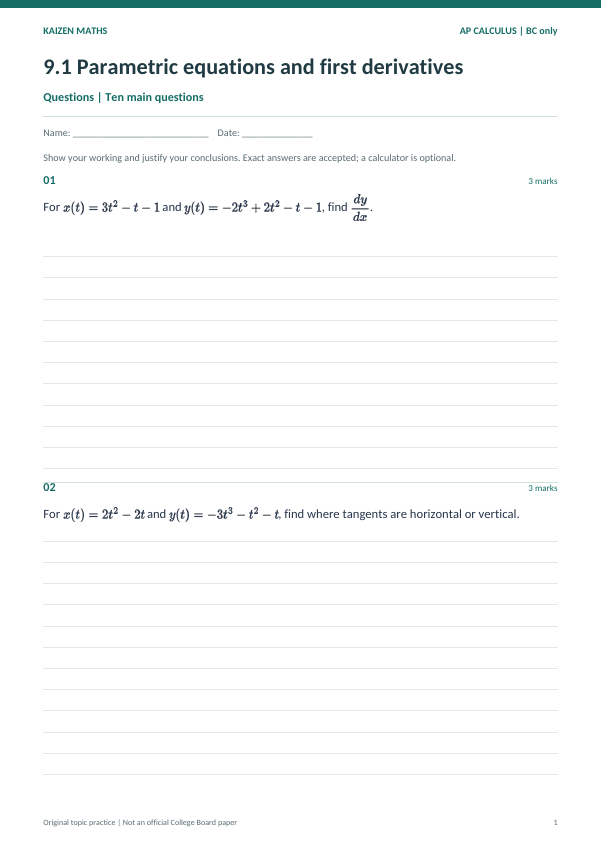 KAIZEN MATHS
AP CALCULUS | BC only
9.1 Parametric equations and first derivatives
Questions | Ten main questions
Name: ____________________________ Date: ______________
Show your working and justify your conclusions. Exact answers are accepted; a calculator is optional.
01
3 marks
For x(t) = 3t² − t − 1 and y(t) = −2t³ + 2t² − t − 1, find dy/dx.
02
3 marks
For x(t) = 2t² − 2t and y(t) = −3t³ − t² − t, find where tangents are horizontal or vertical.
Original topic practice | Not an official College Board paper
1